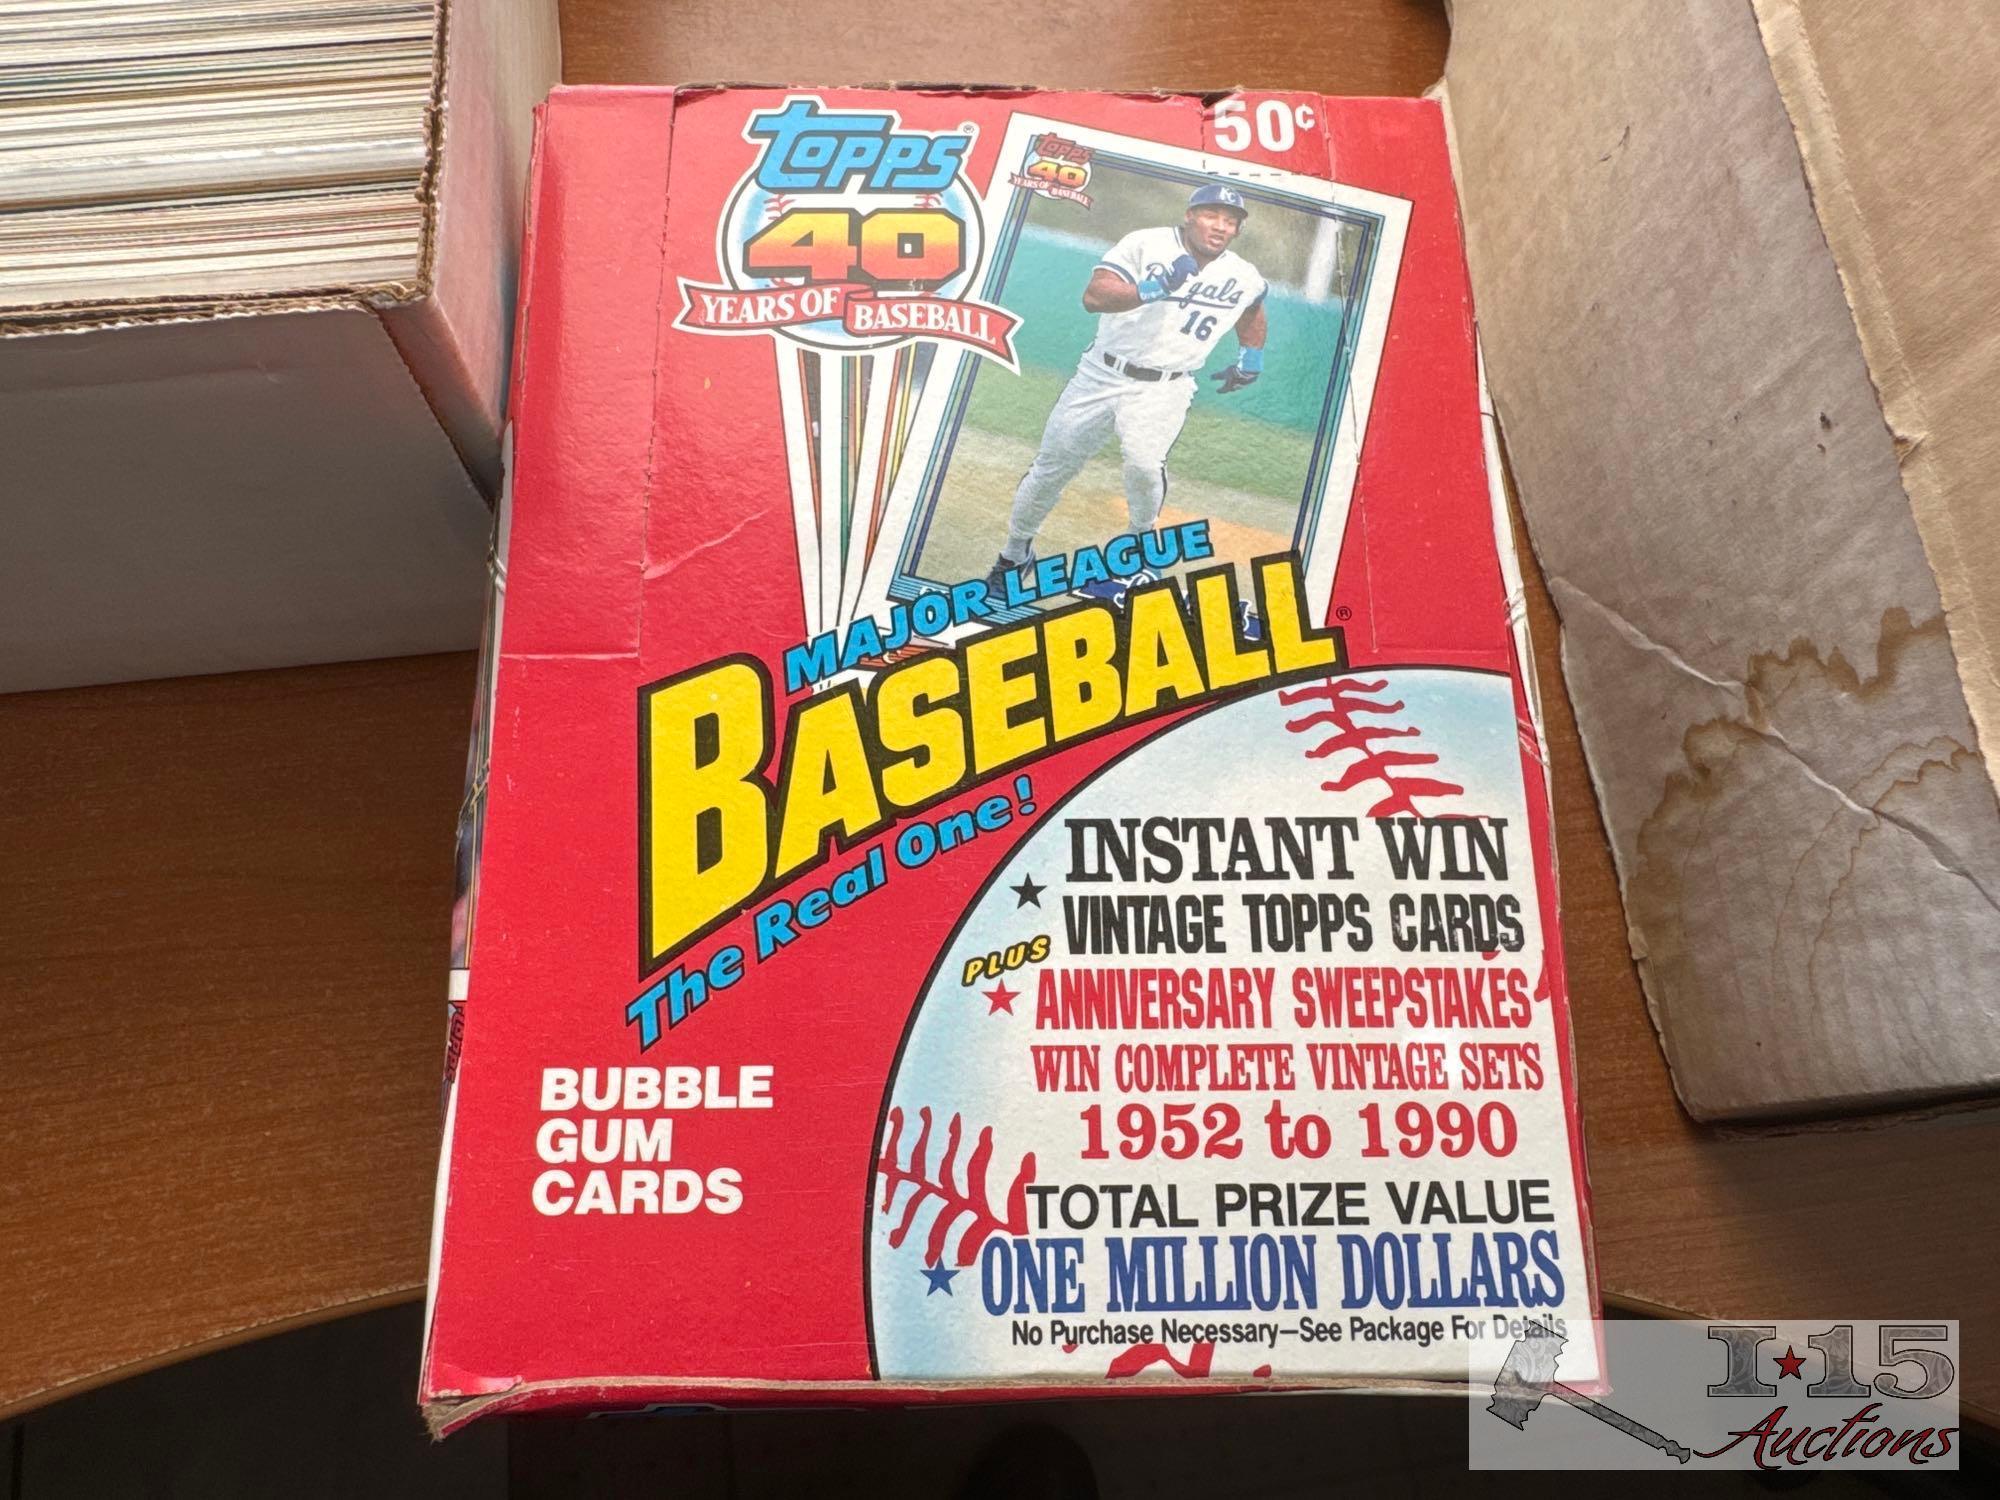 50¢
Topps®
40
YEARS OF BASEBALL
Topps
40
YEARS OF BASEBALL
KC
Royals
16
MAJOR LEAGUE
BASEBALL®
The Real One!
BUBBLE
GUM
CARDS
INSTANT WIN
VINTAGE TOPPS CARDS
PLUS
ANNIVERSARY SWEEPSTAKES
WIN COMPLETE VINTAGE SETS
1952 to 1990
TOTAL PRIZE VALUE
ONE MILLION DOLLARS
No Purchase Necessary—See Package For Details
TOPPS
I★15
Auctions